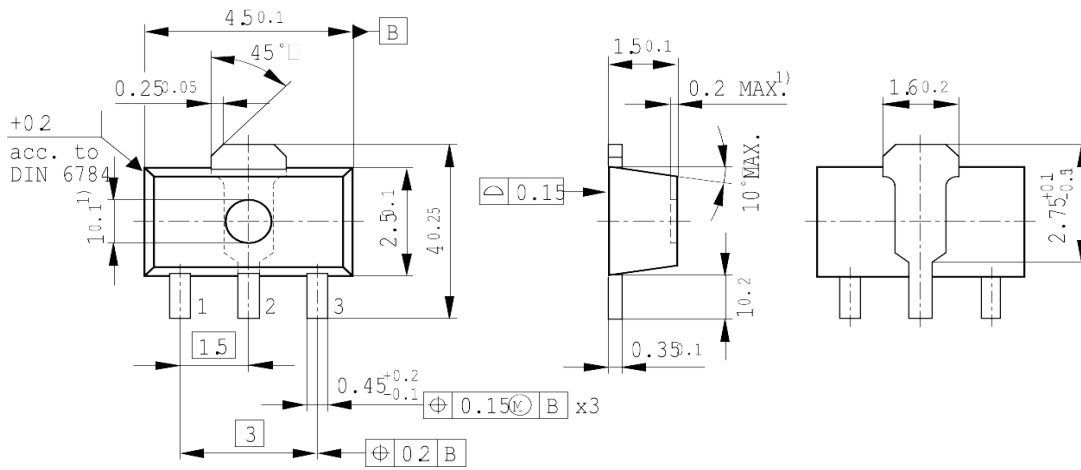 4.5 0.1
B
45°
0.25 0.05
+0.2
acc. to
DIN 6784
1 0.1 1)
2.5 0.1
4 0.25
1
2
3
1.5
0.45 +0.2 -0.1
0.15 M B x3
3
0.2 B
1.5 0.1
0.2 MAX. 1)
10° MAX.
0.15
1 0.2
0.35 0.1
1.6 0.2
2.75 +0.1 -0.5